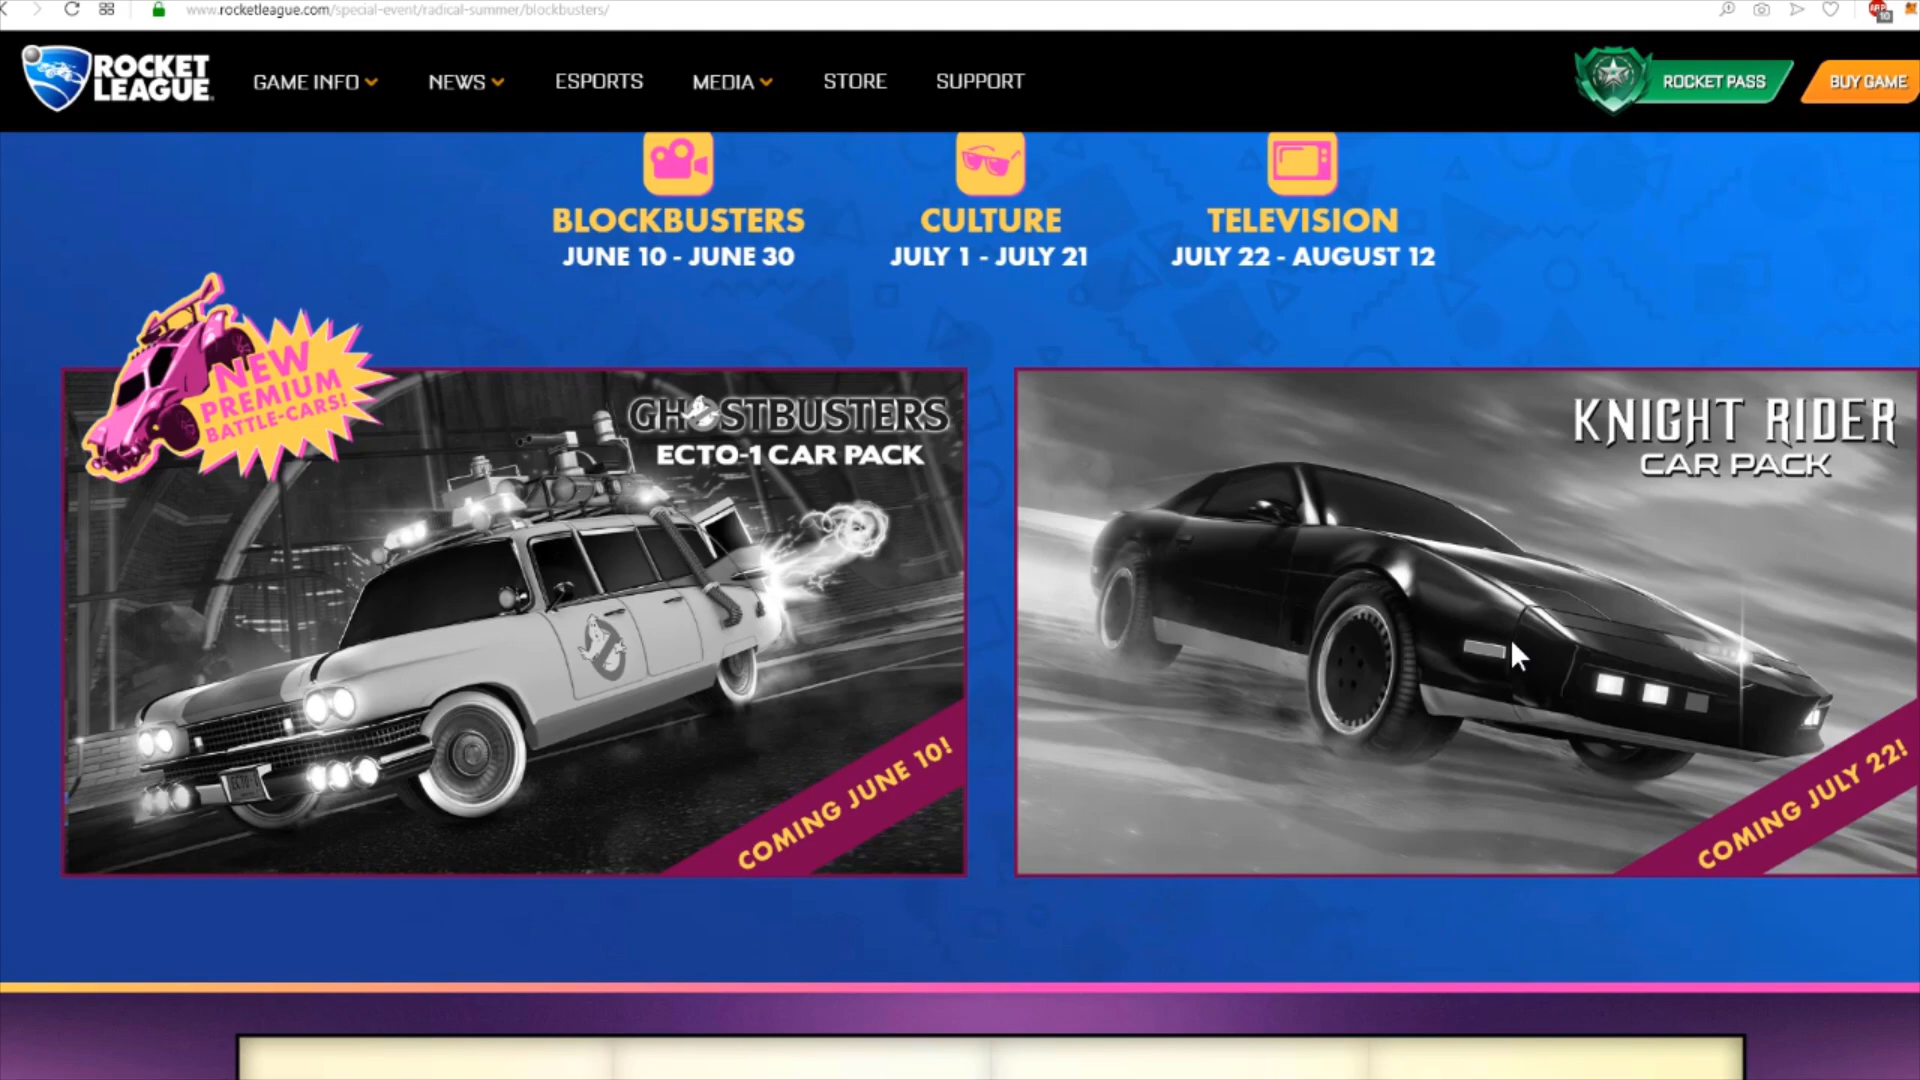 www.rocketleague.com/special-event/radical-summer/blockbusters/
10
ROCKET LEAGUE
GAME INFO
NEWS
ESPORTS
MEDIA
STORE
SUPPORT
ROCKET PASS
BUY GAME
BLOCKBUSTERS
JUNE 10 - JUNE 30
CULTURE
JULY 1 - JULY 21
TELEVISION
JULY 22 - AUGUST 12
NEW
PREMIUM
BATTLE-CARS!
GHOSTBUSTERS
ECTO-1 CAR PACK
COMING JUNE 10!
KNIGHT RIDER
CAR PACK
COMING JULY 22!